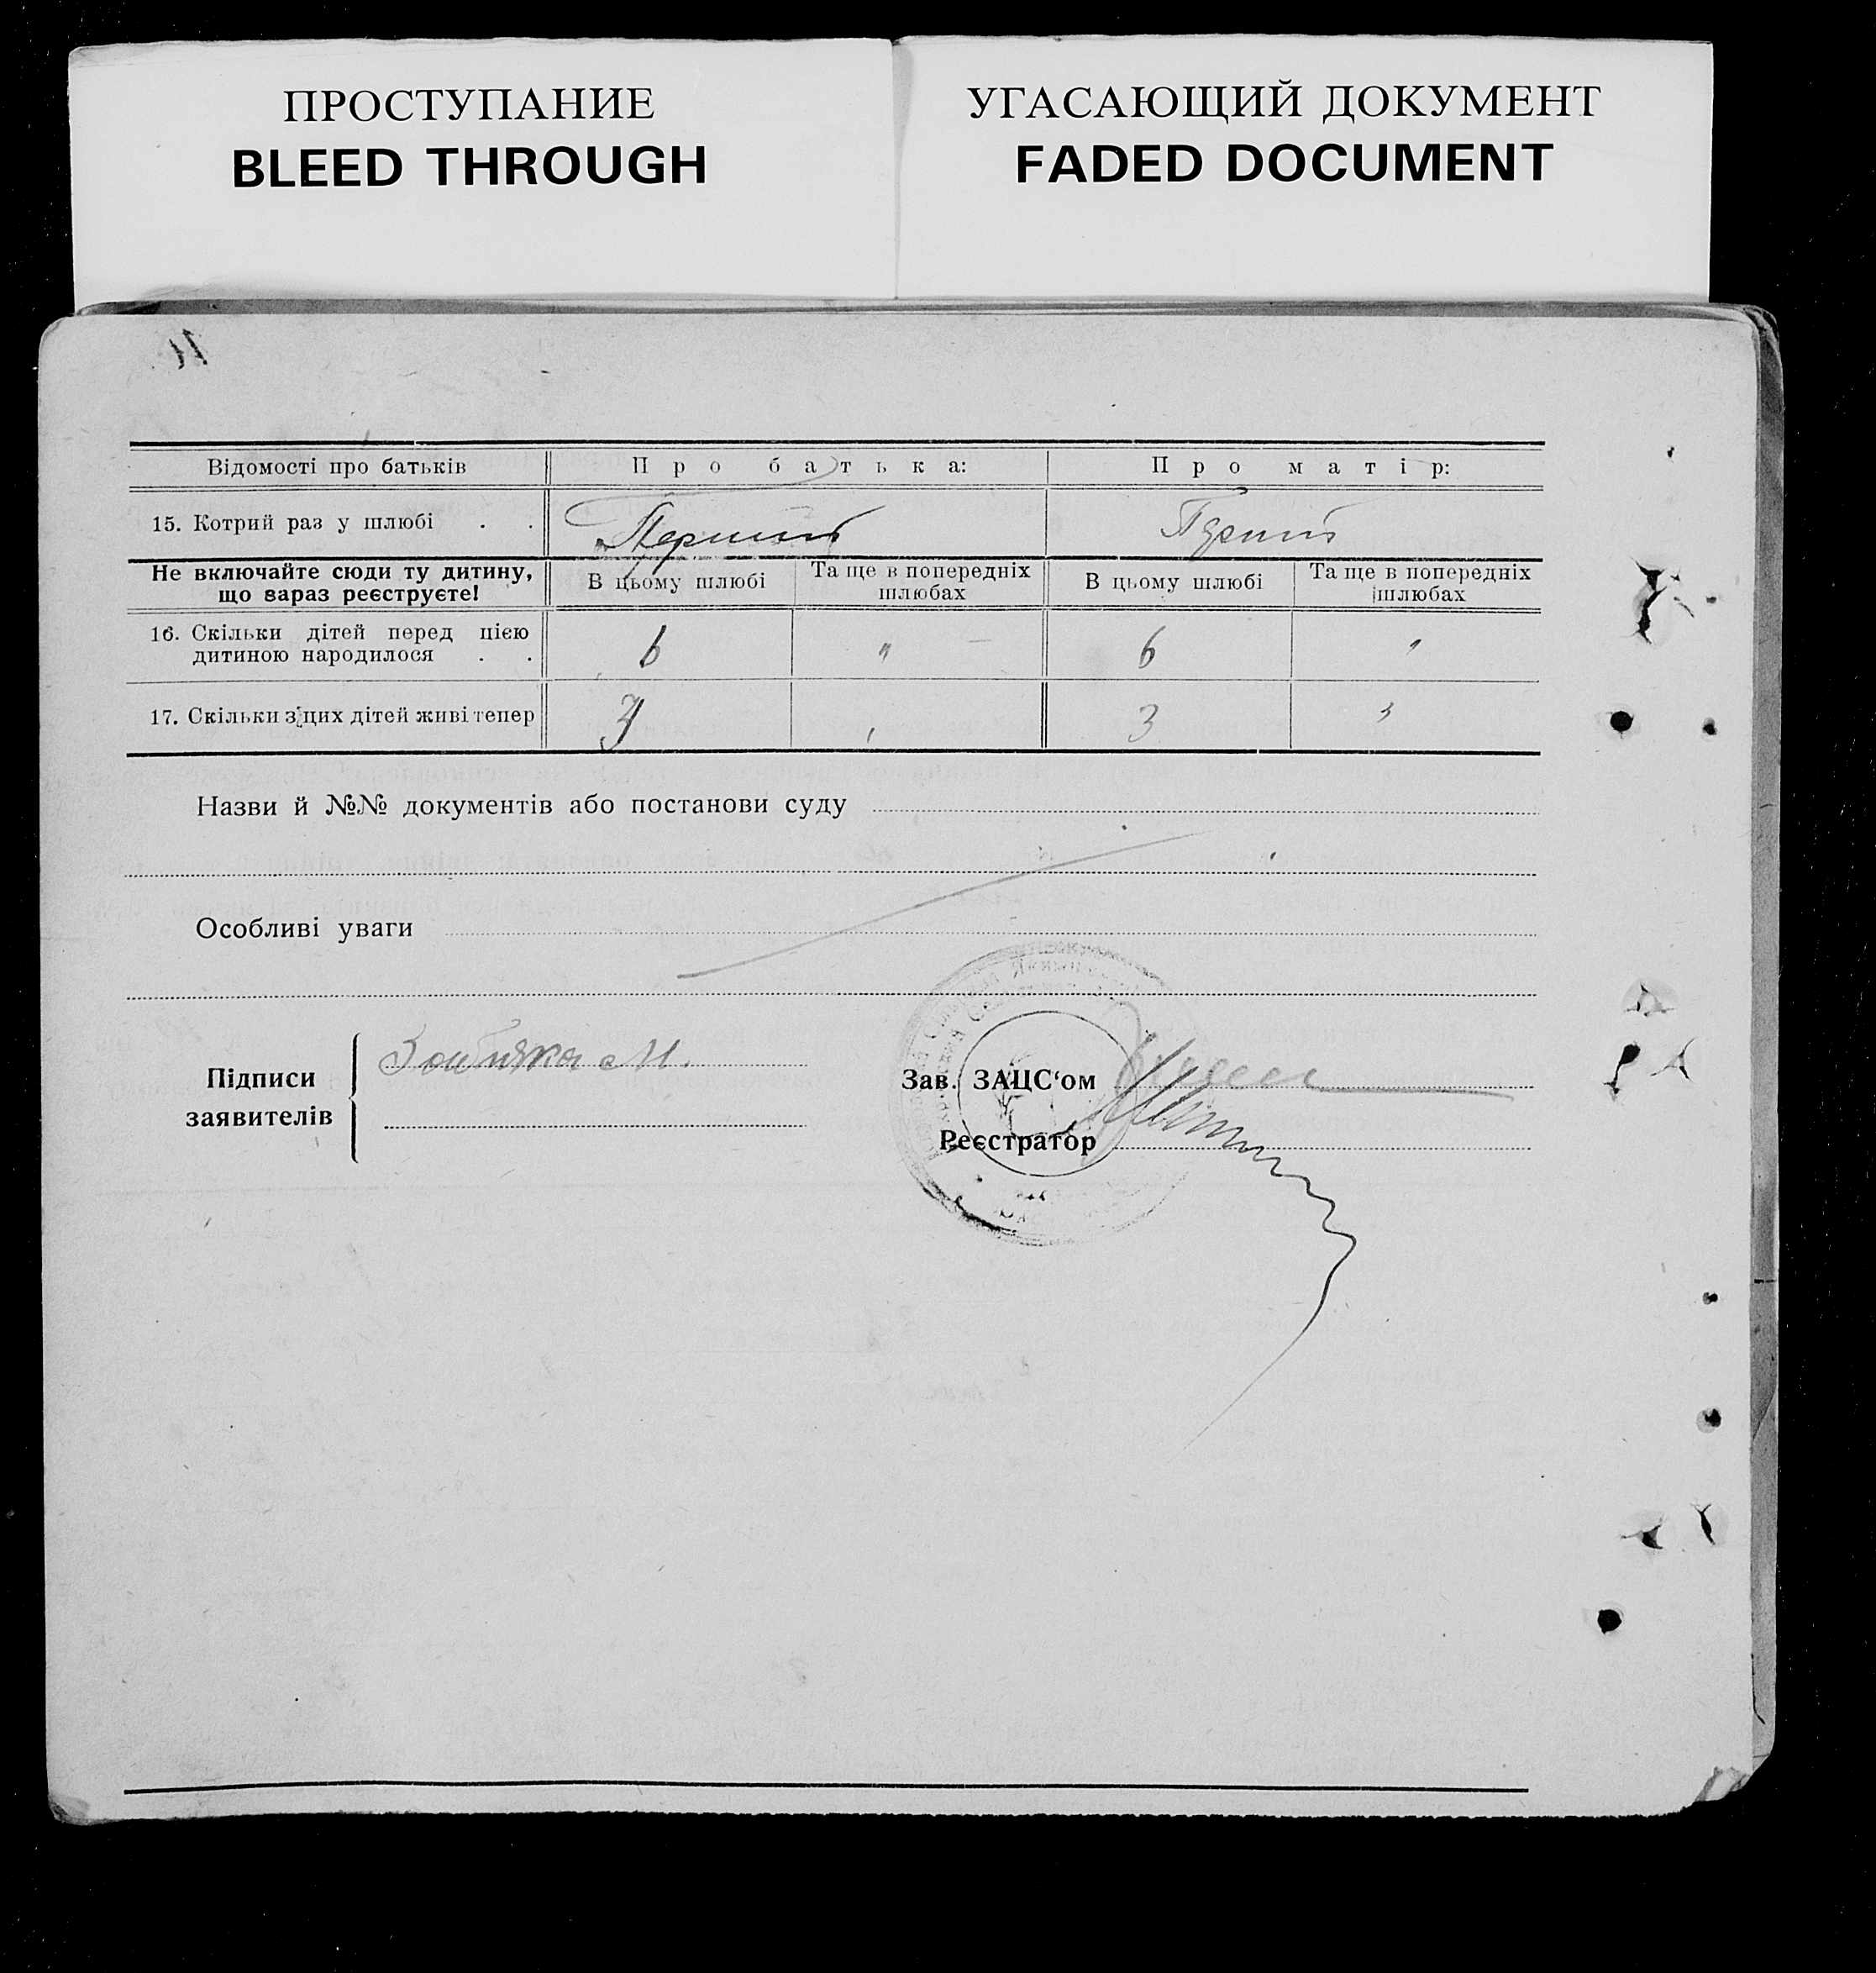 ПРОСТУПАНИЕ
BLEED THROUGH
УГАСАЮЩИЙ ДОКУМЕНТ
FADED DOCUMENT
11
Відомості про батьків Про батька: Про матір:
15. Котрий раз у шлюбі . . Перший Перший
Не включайте сюди ту дитину, що вараз реєструєте! В цьому шлюбі Та ще в попередніх шлюбах В цьому шлюбі Та ще в попередніх шлюбах
16. Скільки дітей перед цією дитиною народилося . . 6 " — 6 "
17. Скільки з цих дітей живі тепер 3 3
Назви й №№ документів або постанови суду
Особливі уваги
Підписи
заявителів
Зав. ЗАЦС‘ом
Реєстратор